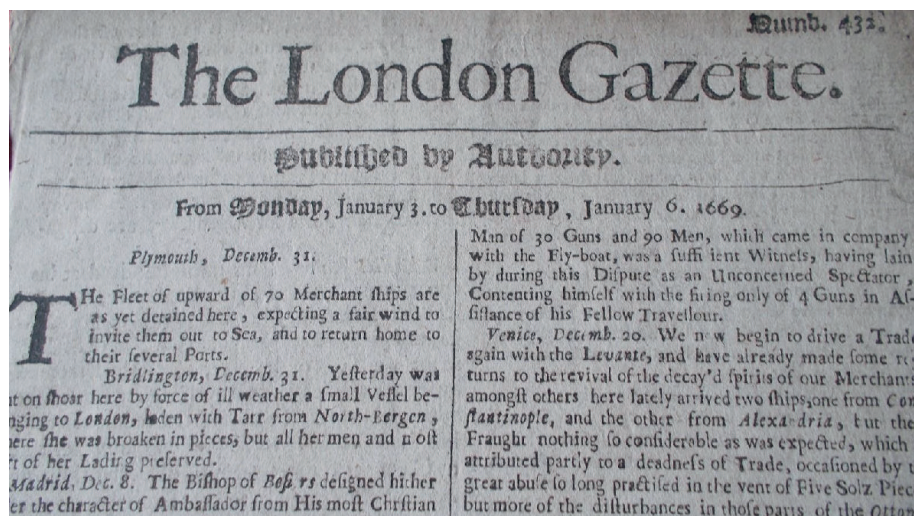 Numb. 432.
The London Gazette.
Published by Authority.
From Monday, January 3. to Thursday, January 6. 1669.
Plymouth, Decemb. 31.
THe Fleet of upward of 70 Merchant ſhips are
as yet detained here, expecting a fair wind to
invite them out to Sea, and to return home to
their ſeveral Ports.
Bridlington, Decemb. 31. Yeſterday was
on ſhoar here by force of ill weather a ſmall Veſſel be-
nging to London, laden with Tarr from North-Bergen,
here ſhe was broaken in pieces, but all her men and moſt
of her Lading preſerved.
Madrid, Dec. 8. The Biſhop of deſigned hither
er the character of Ambaſſador from His moſt Chriſtian
Man of 30 Guns and 90 Men, which came in company
with the Fly-boat, was a ſuffi ient Witneſs, having lain
by during this Diſpute as an Unconcerned Spectator,
Contenting himſelf with the firing only of 4 Guns in Aſ-
ſiſtance of his Fellow Travellour.
Venice, Decemb. 20. We now begin to drive a Trade
again with the Levante, and have already made ſome re-
turns to the revival of the decay'd ſpirits of our Merchants
amongſt others here lately arrived two ſhips, one from Con
ſtantinople, and the other from Alexandria, but the
Fraught nothing ſo conſiderable as was expected, which
attributed partly to a deadneſs of Trade, occaſioned by t
great abuſe ſo long practiſed in the vent of Five Solz Piec
but more of the diſturbances in thoſe parts of the Ottom